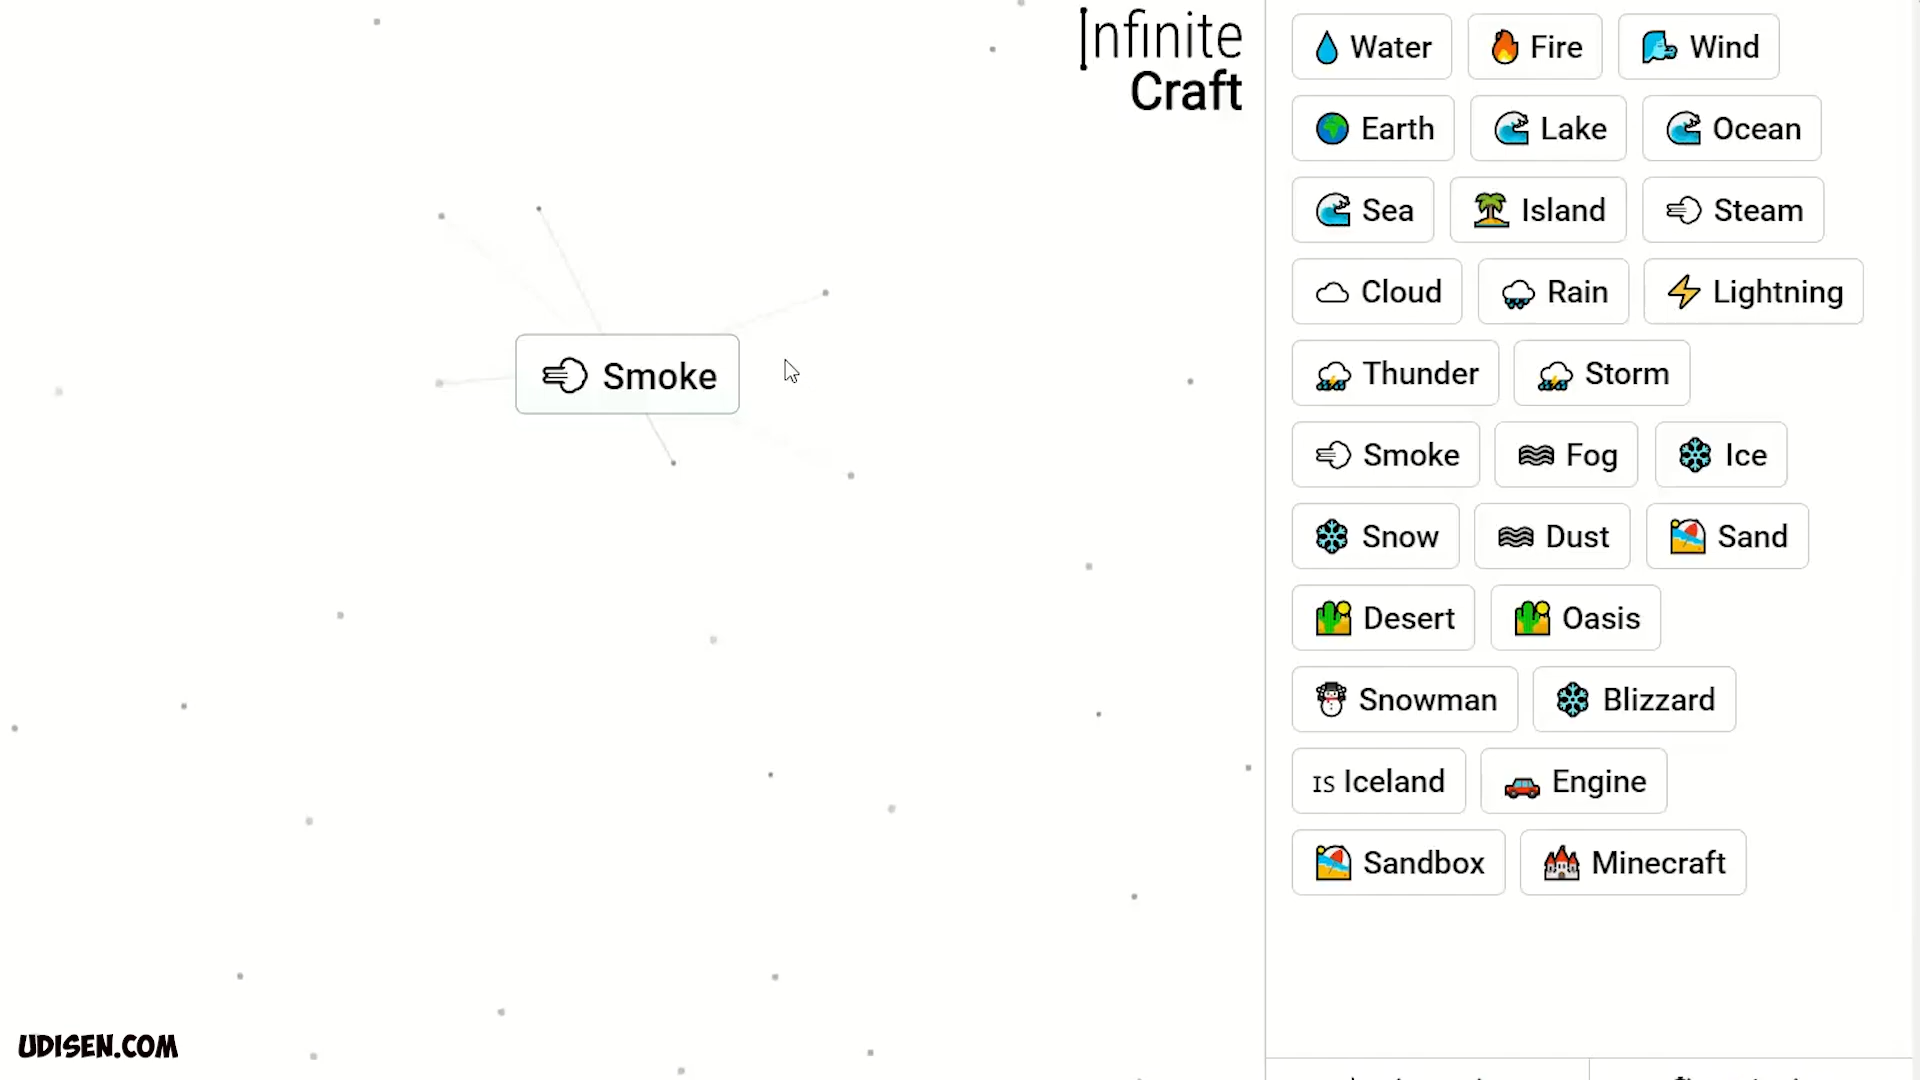 Infinite
Craft
Smoke
Water Fire Wind
Earth Lake Ocean
Sea Island Steam
Cloud Rain Lightning
Thunder Storm
Smoke Fog Ice
Snow Dust Sand
Desert Oasis
Snowman Blizzard
IS Iceland Engine
Sandbox Minecraft
UDISEN.COM